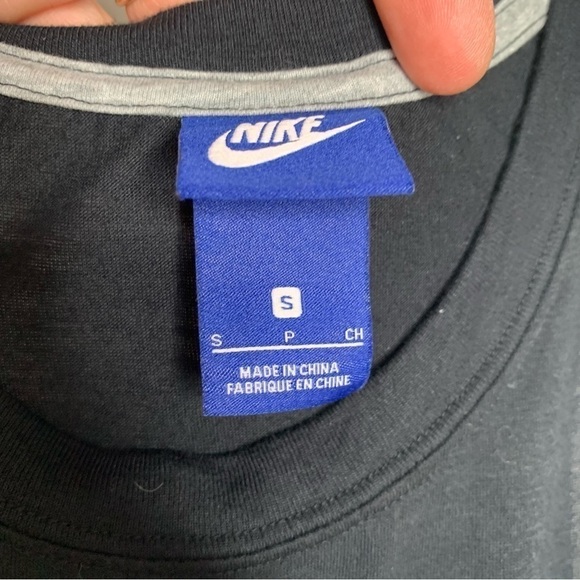 NIKE
S
S P CH
MADE IN CHINA
FABRIQUE EN CHINE